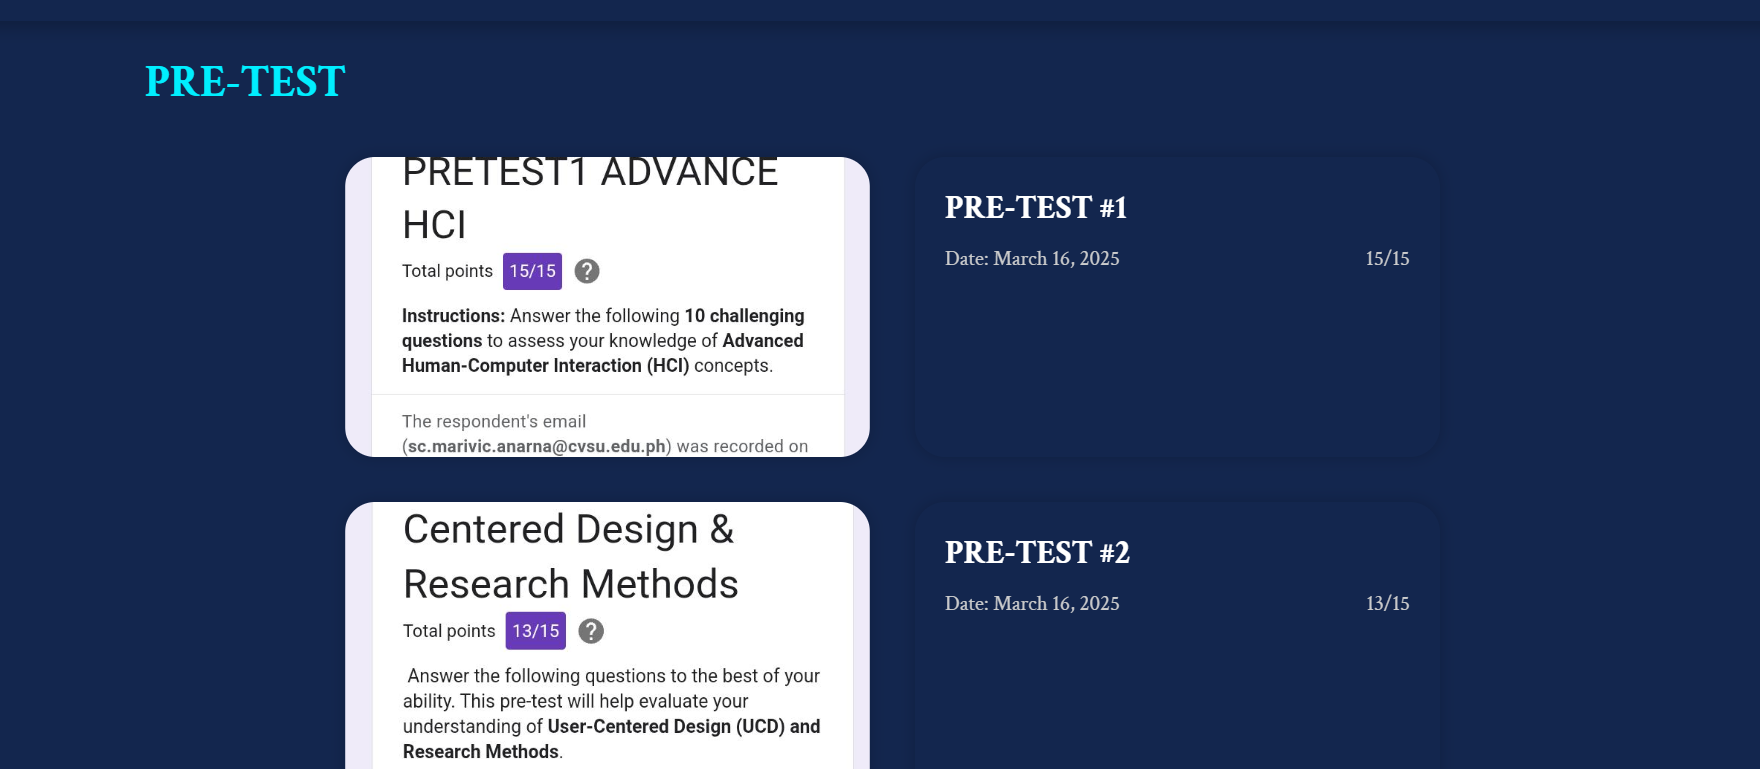 PRE-TEST
PRETEST1 ADVANCE
HCI
Total points 15/15
Instructions: Answer the following 10 challenging
questions to assess your knowledge of Advanced
Human-Computer Interaction (HCI) concepts.
The respondent's email
(sc.marivic.anarna@cvsu.edu.ph) was recorded on
PRE-TEST #1
Date: March 16, 2025 15/15
Centered Design &
Research Methods
Total points 13/15
Answer the following questions to the best of your
ability. This pre-test will help evaluate your
understanding of User-Centered Design (UCD) and
Research Methods.
PRE-TEST #2
Date: March 16, 2025 13/15